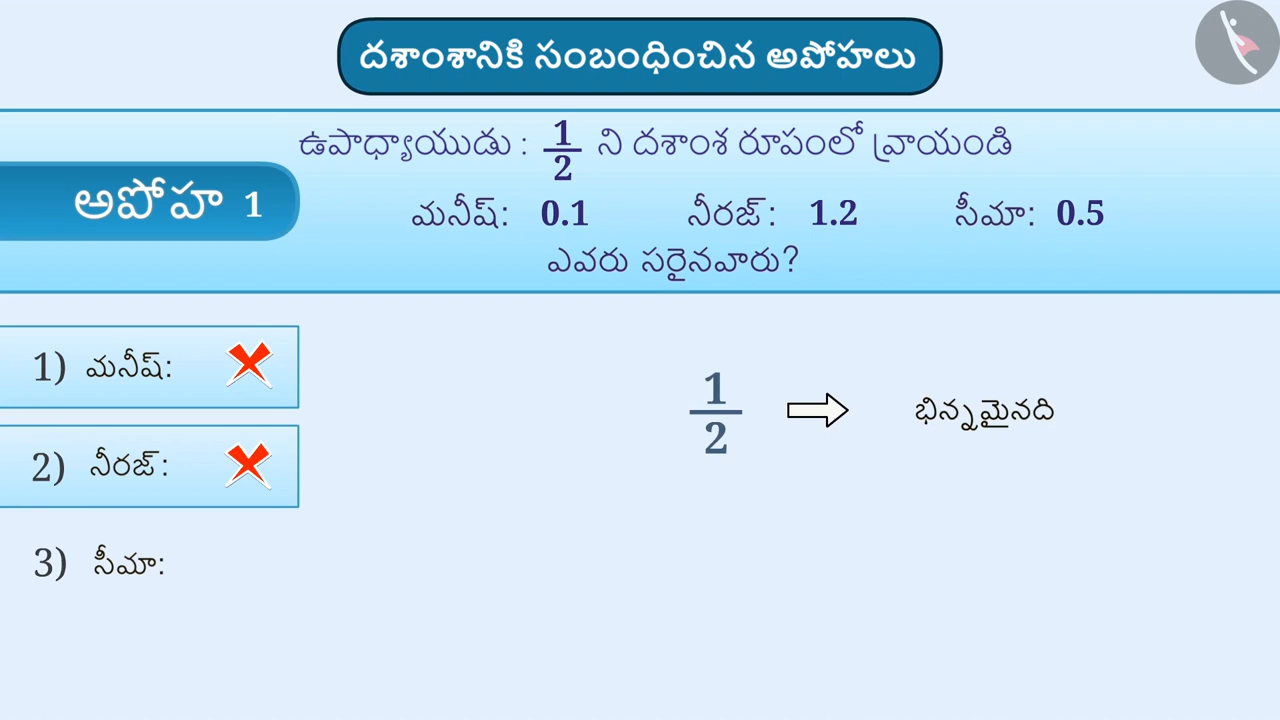 దశాంశానికి సంబంధించిన అపోహలు
ఉపాధ్యాయుడు : 1/2 ని దశాంశ రూపంలో వ్రాయండి
అపోహ 1
మనీష్: 0.1 నీరజ్: 1.2 సీమా: 0.5
ఎవరు సరైనవారు?
1) మనీష్:
2) నీరజ్:
3) సీమా:
1/2 భిన్నమైనది